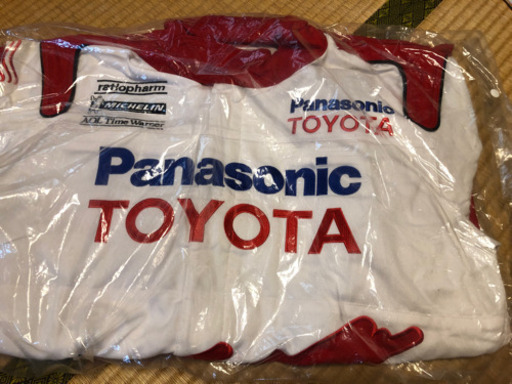 ratiopharm
MICHELIN
AOL Time Warner
Panasonic
TOYOTA
Panasonic
TOYOTA